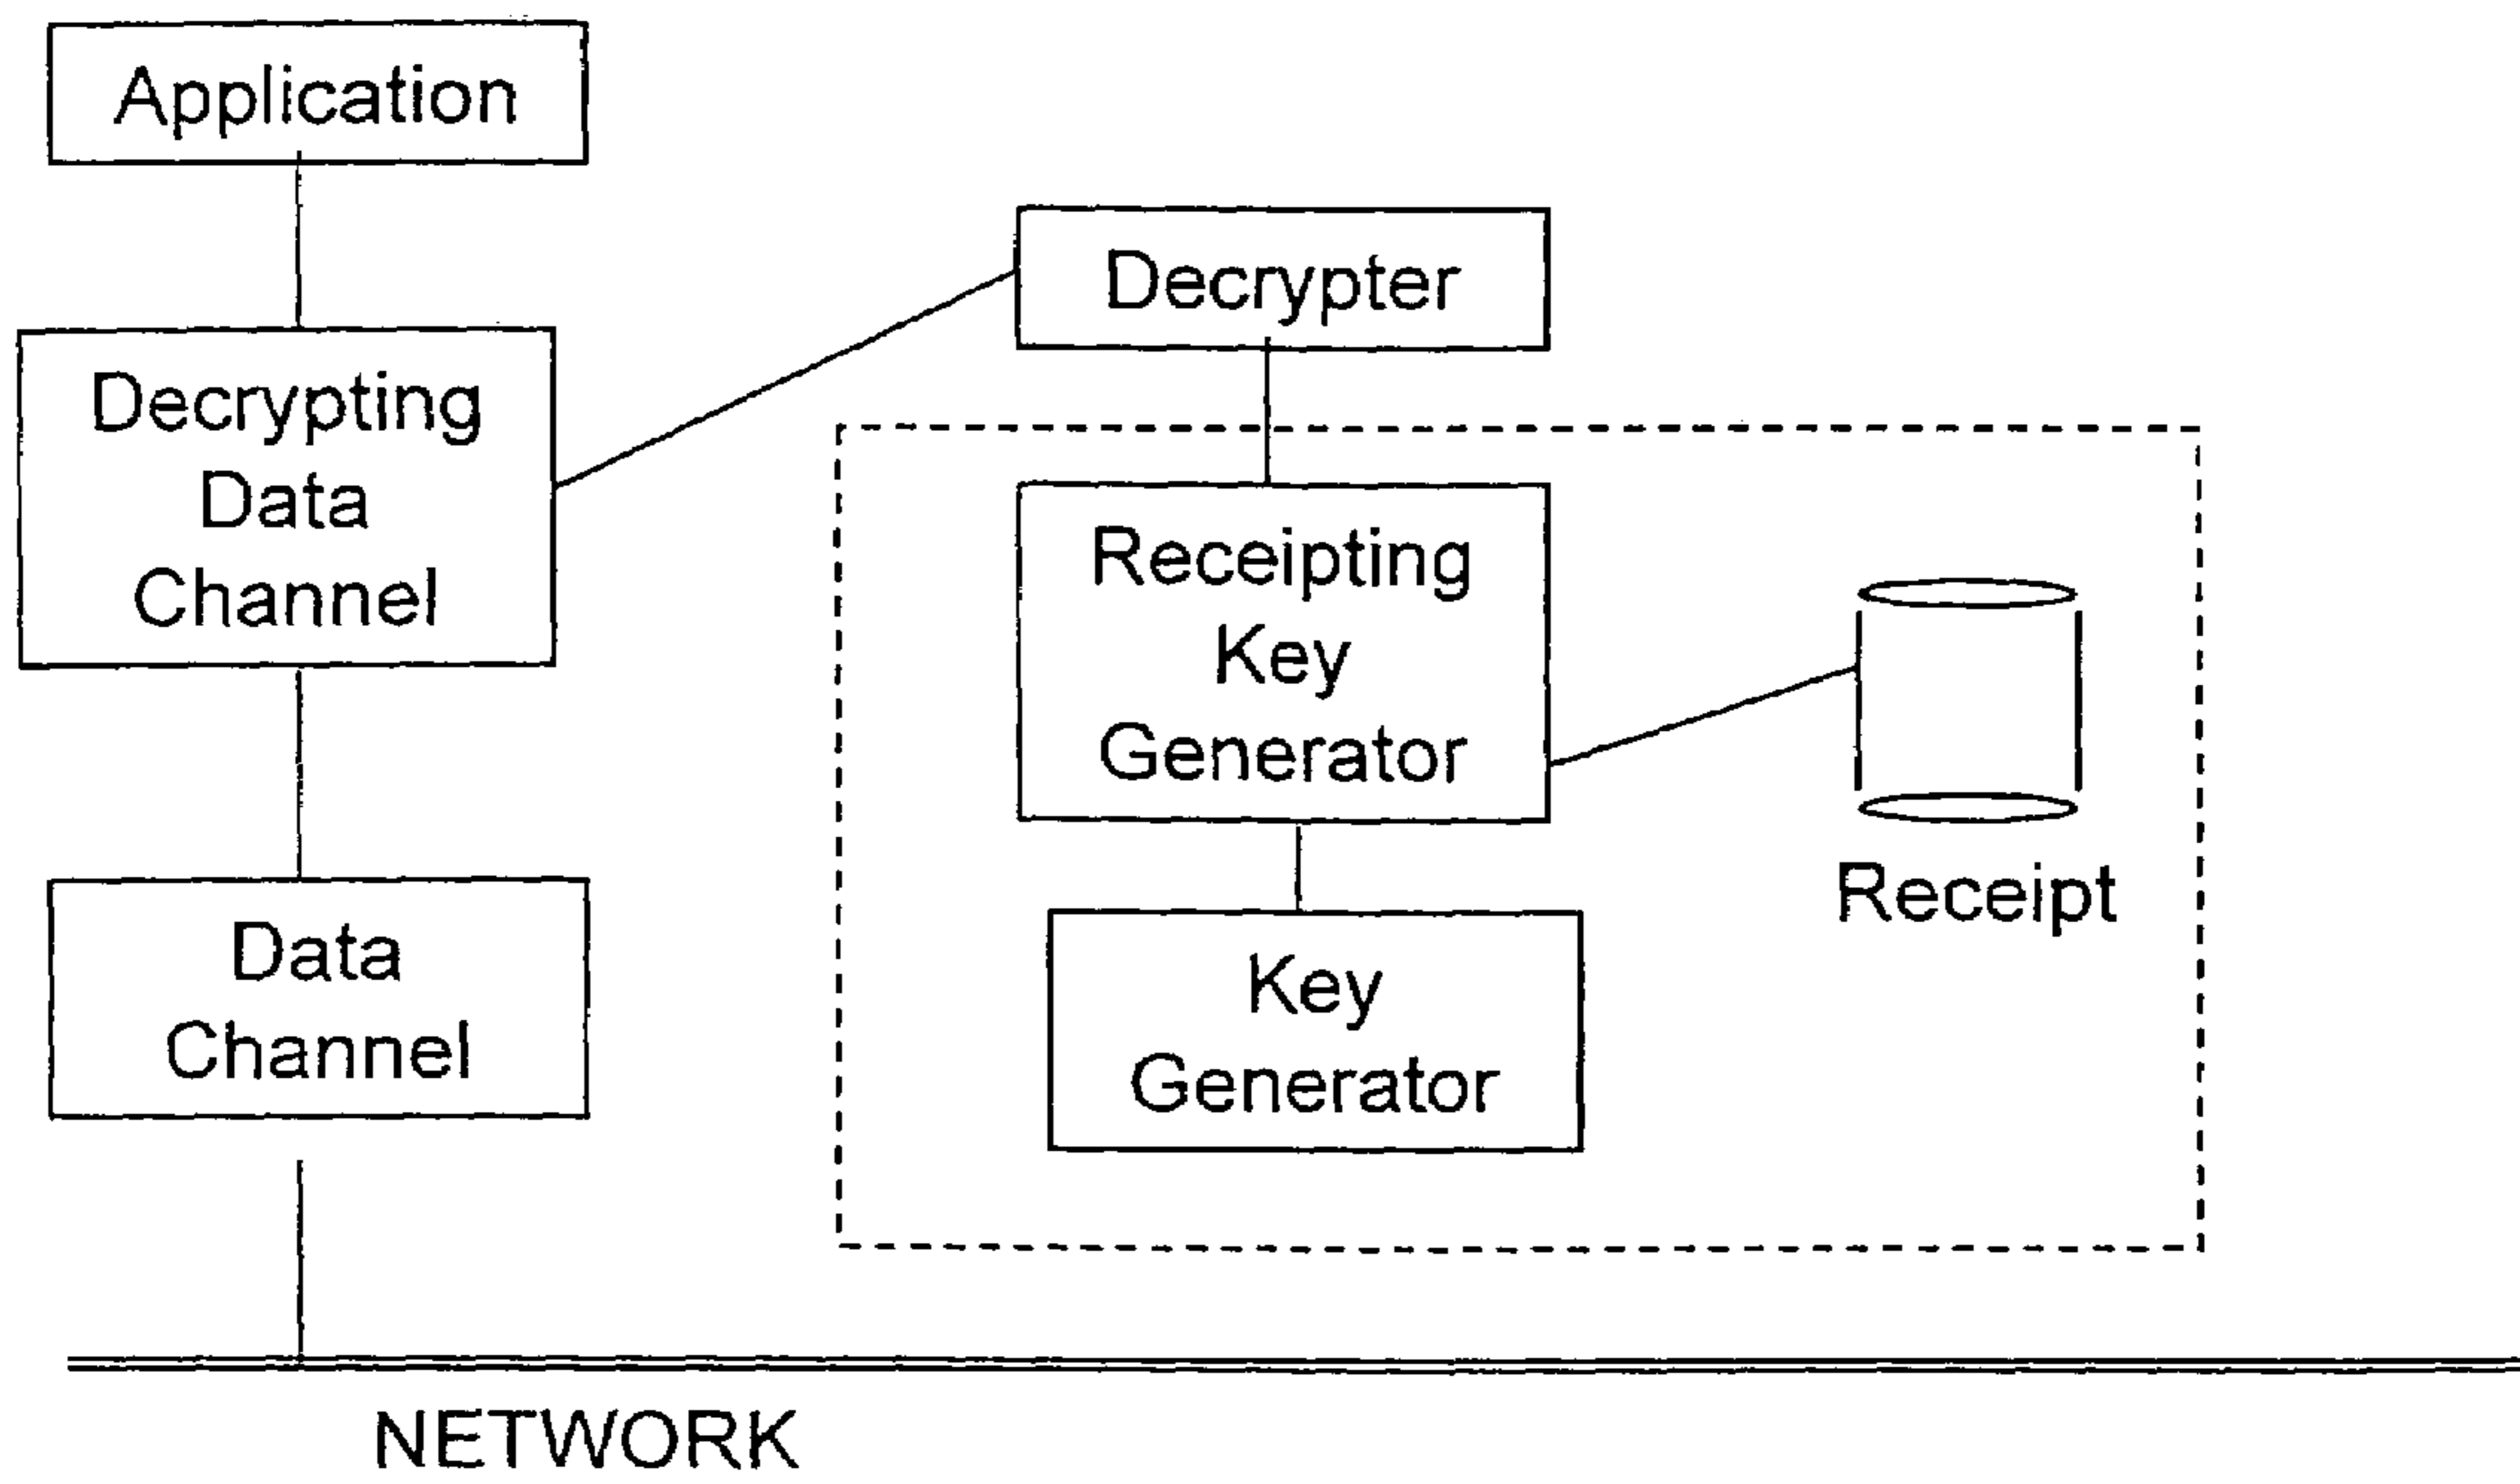 Application
Decrypter
Decrypting
Data
Channel
Receipting
Key
Generator
Receipt
Data
Channel
Key
Generator
NETWORK